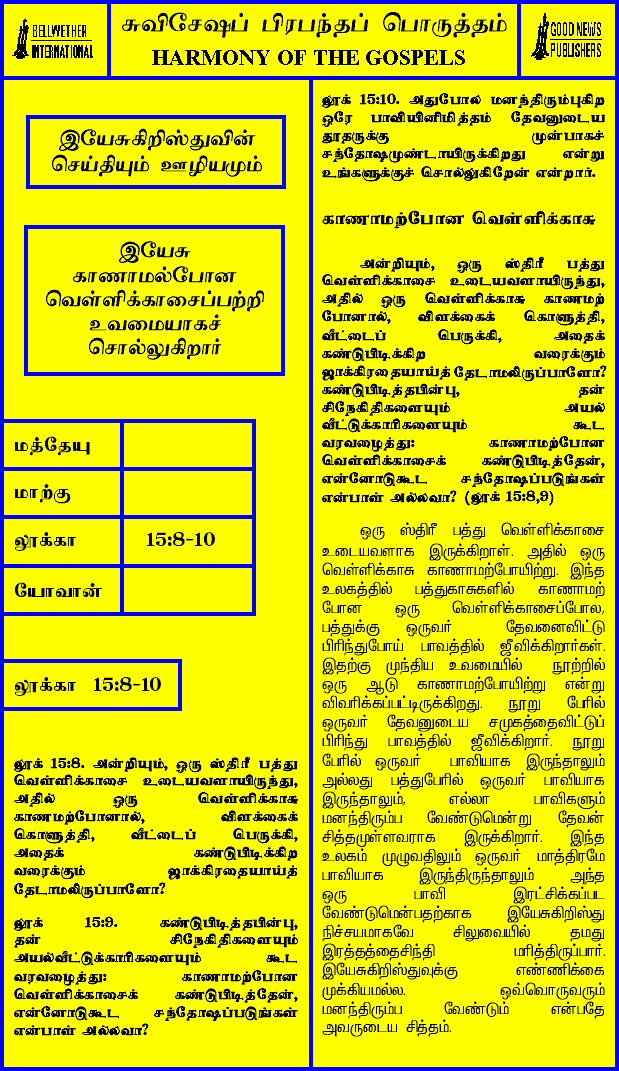 BELLWETHER
INTERNATIONAL
சுவிசேஷப் பிரபந்தப் பொருத்தம்
HARMONY OF THE GOSPELS
GOOD NEWS
PUBLISHERS
இயேசுகிறிஸ்துவின்
செய்தியும் ஊழியமும்
இயேசு
காணாமல்போன
வெள்ளிக்காசைப்பற்றி
உவமையாகச்
சொல்லுகிறார்
மத்தேயு
மாற்கு
லூக்கா 15:8-10
யோவான்
லூக்கா 15:8-10
லூக் 15:8. அன்றியும், ஒரு ஸ்திரீ பத்து
வெள்ளிக்காசை உடையவளாயிருந்து,
அதில் ஒரு வெள்ளிக்காசு
காணாமற்போனால், விளக்கைக்
கொளுத்தி, வீட்டைப் பெருக்கி,
அதைக் கண்டுபிடிக்கிற
வரைக்கும் ஜாக்கிரதையாய்த்
தேடாமலிருப்பாளோ?
லூக் 15:9. கண்டுபிடித்தபின்பு,
தன் சிநேகிதிகளையும்
அயல்வீட்டுக்காரிகளையும் கூட
வரவழைத்து: காணாமற்போன
வெள்ளிக்காசைக் கண்டுபிடித்தேன்,
என்னோடுகூட சந்தோஷப்படுங்கள்
என்பாள் அல்லவா?
லூக் 15:10. அதுபோல மனந்திரும்புகிற
ஒரே பாவியினிமித்தம் தேவனுடைய
தூதருக்கு முன்பாகச்
சந்தோஷமுண்டாயிருக்கிறது என்று
உங்களுக்குச் சொல்லுகிறேன் என்றார்.
காணாமற்போன வெள்ளிக்காசு
அன்றியும், ஒரு ஸ்திரீ பத்து
வெள்ளிக்காசை உடையவளாயிருந்து,
அதில் ஒரு வெள்ளிக்காசு காணமற்
போனால், விளக்கைக் கொளுத்தி,
வீட்டைப் பெருக்கி, அதைக்
கண்டுபிடிக்கிற வரைக்கும்
ஜாக்கிரதையாய்த் தேடாமலிருப்பாளோ?
கண்டுபிடித்தபின்பு, தன்
சிநேகிதிகளையும் அயல்
வீட்டுக்காரிகளையும் கூட
வரவழைத்து: காணாமற்போன
வெள்ளிக்காசைக் கண்டுபிடித்தேன்,
என்னோடுகூட சந்தோஷப்படுங்கள்
என்பாள் அல்லவா? (லூக் 15:8,9)
ஒரு ஸ்திரீ பத்து வெள்ளிக்காசை
உடையவளாக இருக்கிறாள். அதில் ஒரு
வெள்ளிக்காசு காணாமற்போயிற்று. இந்த
உலகத்தில் பத்துகாசுகளில் காணாமற்
போன ஒரு வெள்ளிக்காசைப்போல,
பத்துக்கு ஒருவர் தேவனைவிட்டு
பிரிந்துபோய் பாவத்தில் ஜீவிக்கிறார்கள்.
இதற்கு முந்திய உவமையில் நூற்றில்
ஒரு ஆடு காணாமற்போயிற்று என்று
விவரிக்கப்பட்டிருக்கிறது. நூறு பேரில்
ஒருவர் தேவனுடைய சமுகத்தைவிட்டுப்
பிரிந்து பாவத்தில் ஜீவிக்கிறார். நூறு
பேரில் ஒருவர் பாவியாக இருந்தாலும்
அல்லது பத்துபேரில் ஒருவர் பாவியாக
இருந்தாலும், எல்லா பாவிகளும்
மனந்திரும்ப வேண்டுமென்று தேவன்
சித்தமுள்ளவராக இருக்கிறார். இந்த
உலகம் முழுவதிலும் ஒருவர் மாத்திரமே
பாவியாக இருந்திருந்தாலும் அந்த
ஒரு பாவி இரட்சிக்கப்பட
வேண்டுமென்பதற்காக இயேசுகிறிஸ்து
நிச்சயமாகவே சிலுவையில் தமது
இரத்தத்தைசிந்தி மரித்திருப்பார்.
இயேசுகிறிஸ்துவுக்கு எண்ணிக்கை
முக்கியமல்ல. ஒவ்வொருவரும்
மனந்திரும்ப வேண்டும் என்பதே
அவருடைய சித்தம்.